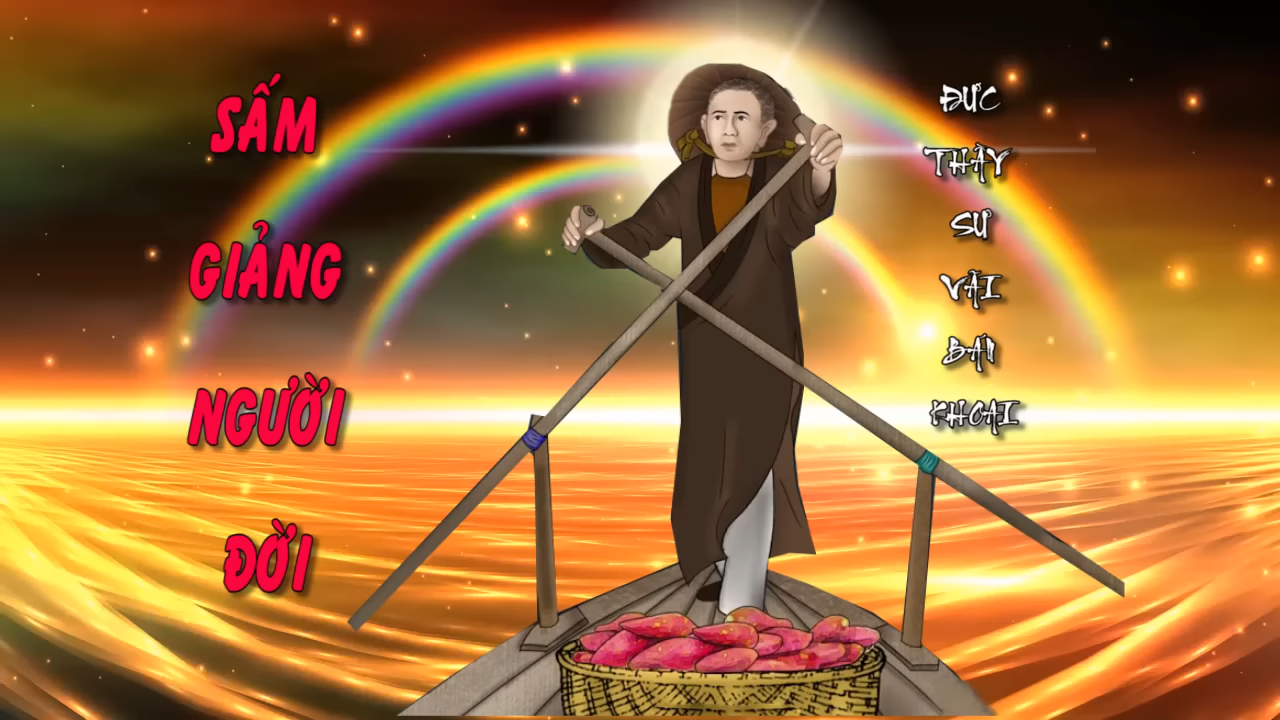 SẤM
GIẢNG
NGƯỜI
ĐỜI
ĐỨC
THẦY
SƯ
VÃI
BÁN
KHOAI